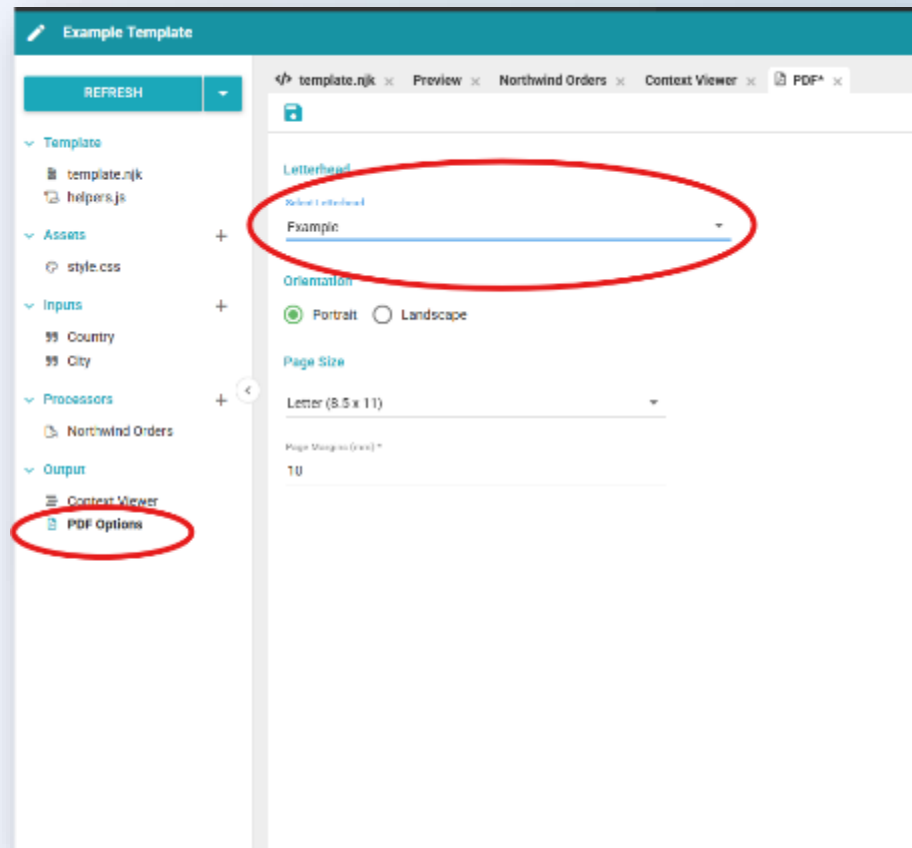 Example Template
REFRESH
</> template.njk × Preview × Northwind Orders × Context Viewer × PDF* ×
Template
template.njk
helpers.js
Assets +
style.css
Inputs +
Country
City
Processors +
Northwind Orders
Output
Context Viewer
PDF Options
Letterhead
Select Letterhead
Example
Orientation
Portrait Landscape
Page Size
Letter (8.5 x 11)
Page Margins (mm) *
10